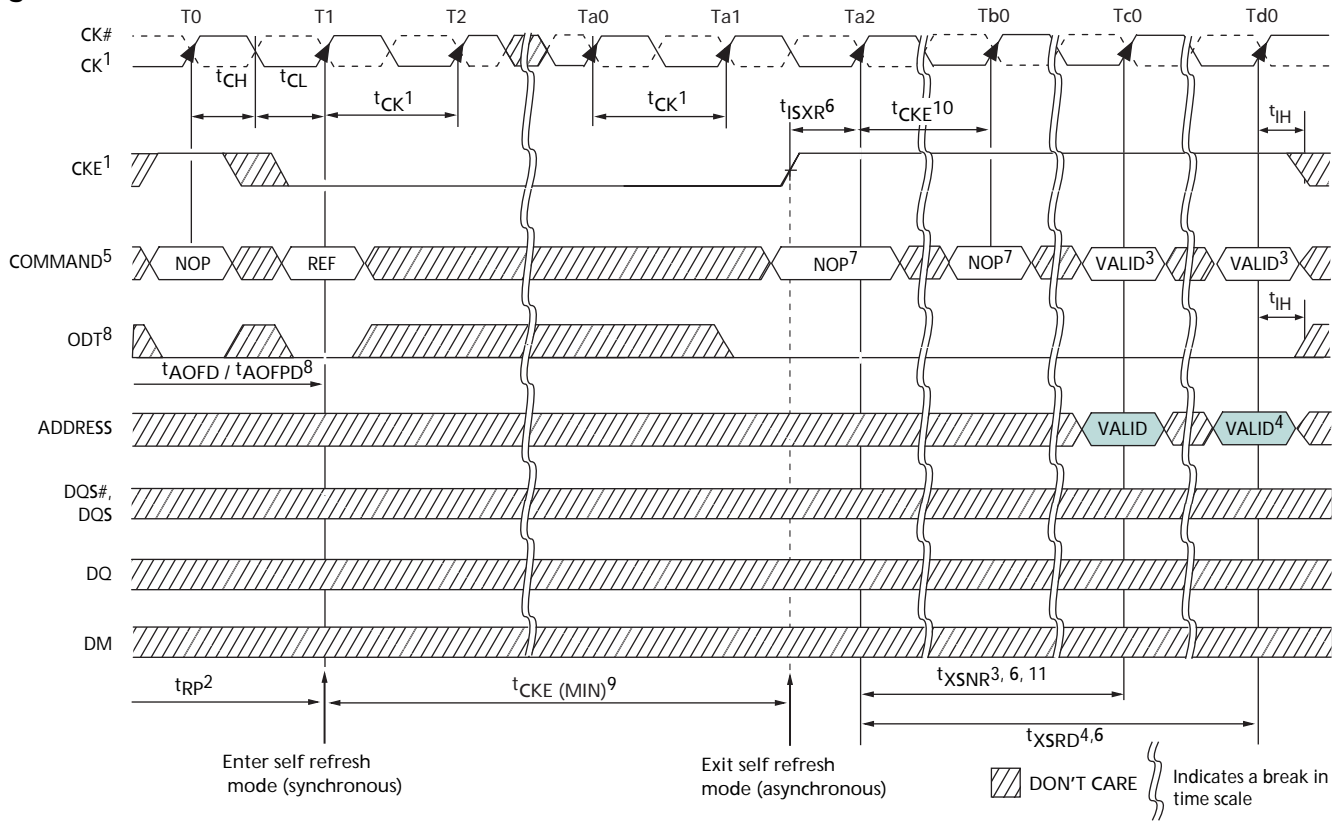 T0 T1 T2 Ta0 Ta1 Ta2 Tb0 Tc0 Td0
CK#
CK1
tCH tCL
tCK1
tCK1
tISXR6
tCKE10
tIH
CKE1
COMMAND5
NOP REF NOP7 NOP7 VALID3 VALID3
tIH
ODT8
tAOFD / tAOFPD8
ADDRESS
VALID VALID4
DQS#,
DQS
DQ
DM
tRP2
tCKE (MIN)9
tXSNR3, 6, 11
tXSRD4,6
Enter self refresh
mode (synchronous)
Exit self refresh
mode (asynchronous)
DON'T CARE
Indicates a break in
time scale